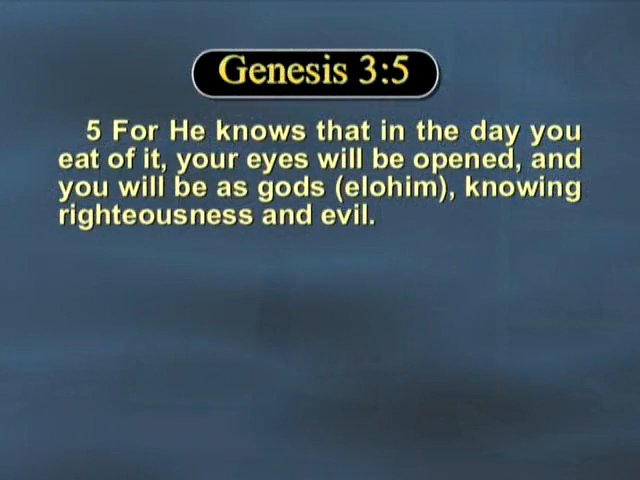 Genesis 3:5
5 For He knows that in the day you
eat of it, your eyes will be opened, and
you will be as gods (elohim), knowing
righteousness and evil.